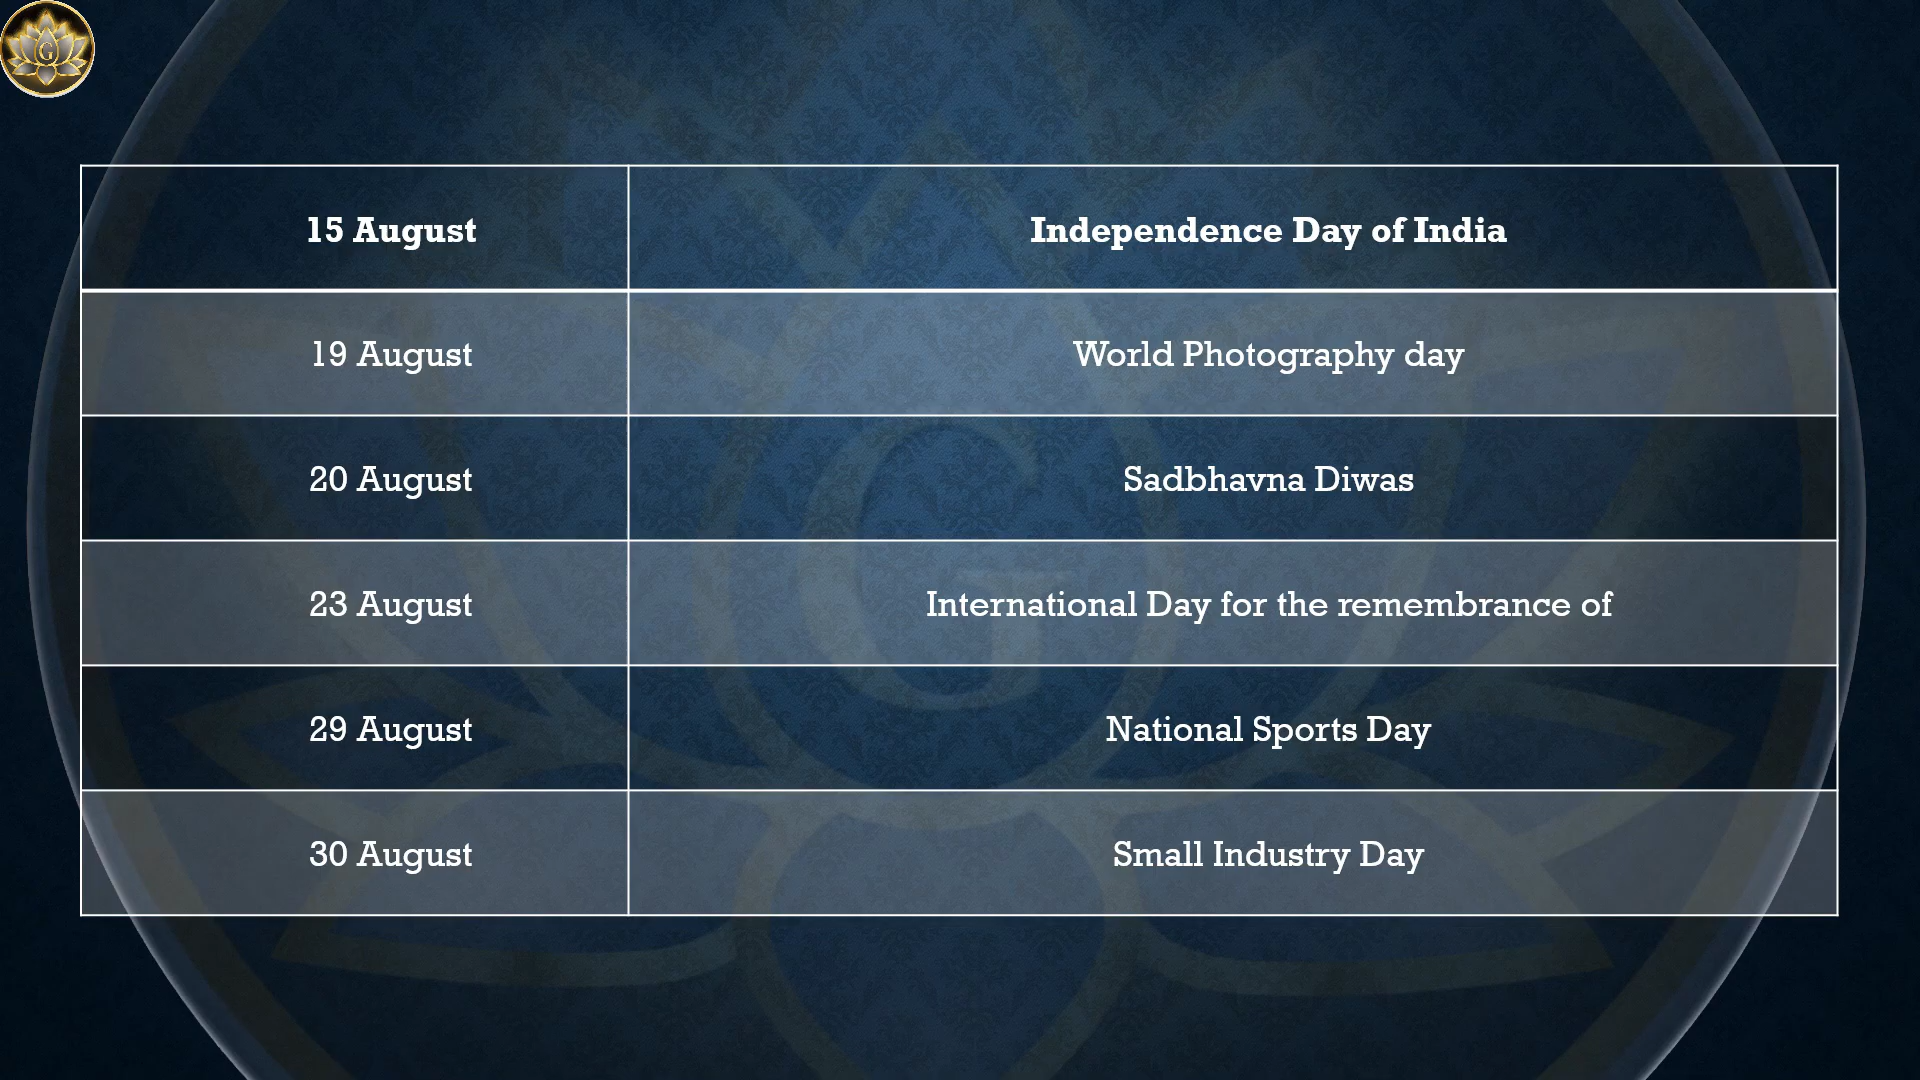 G
15 August Independence Day of India
19 August World Photography day
20 August Sadbhavna Diwas
23 August International Day for the remembrance of
29 August National Sports Day
30 August Small Industry Day